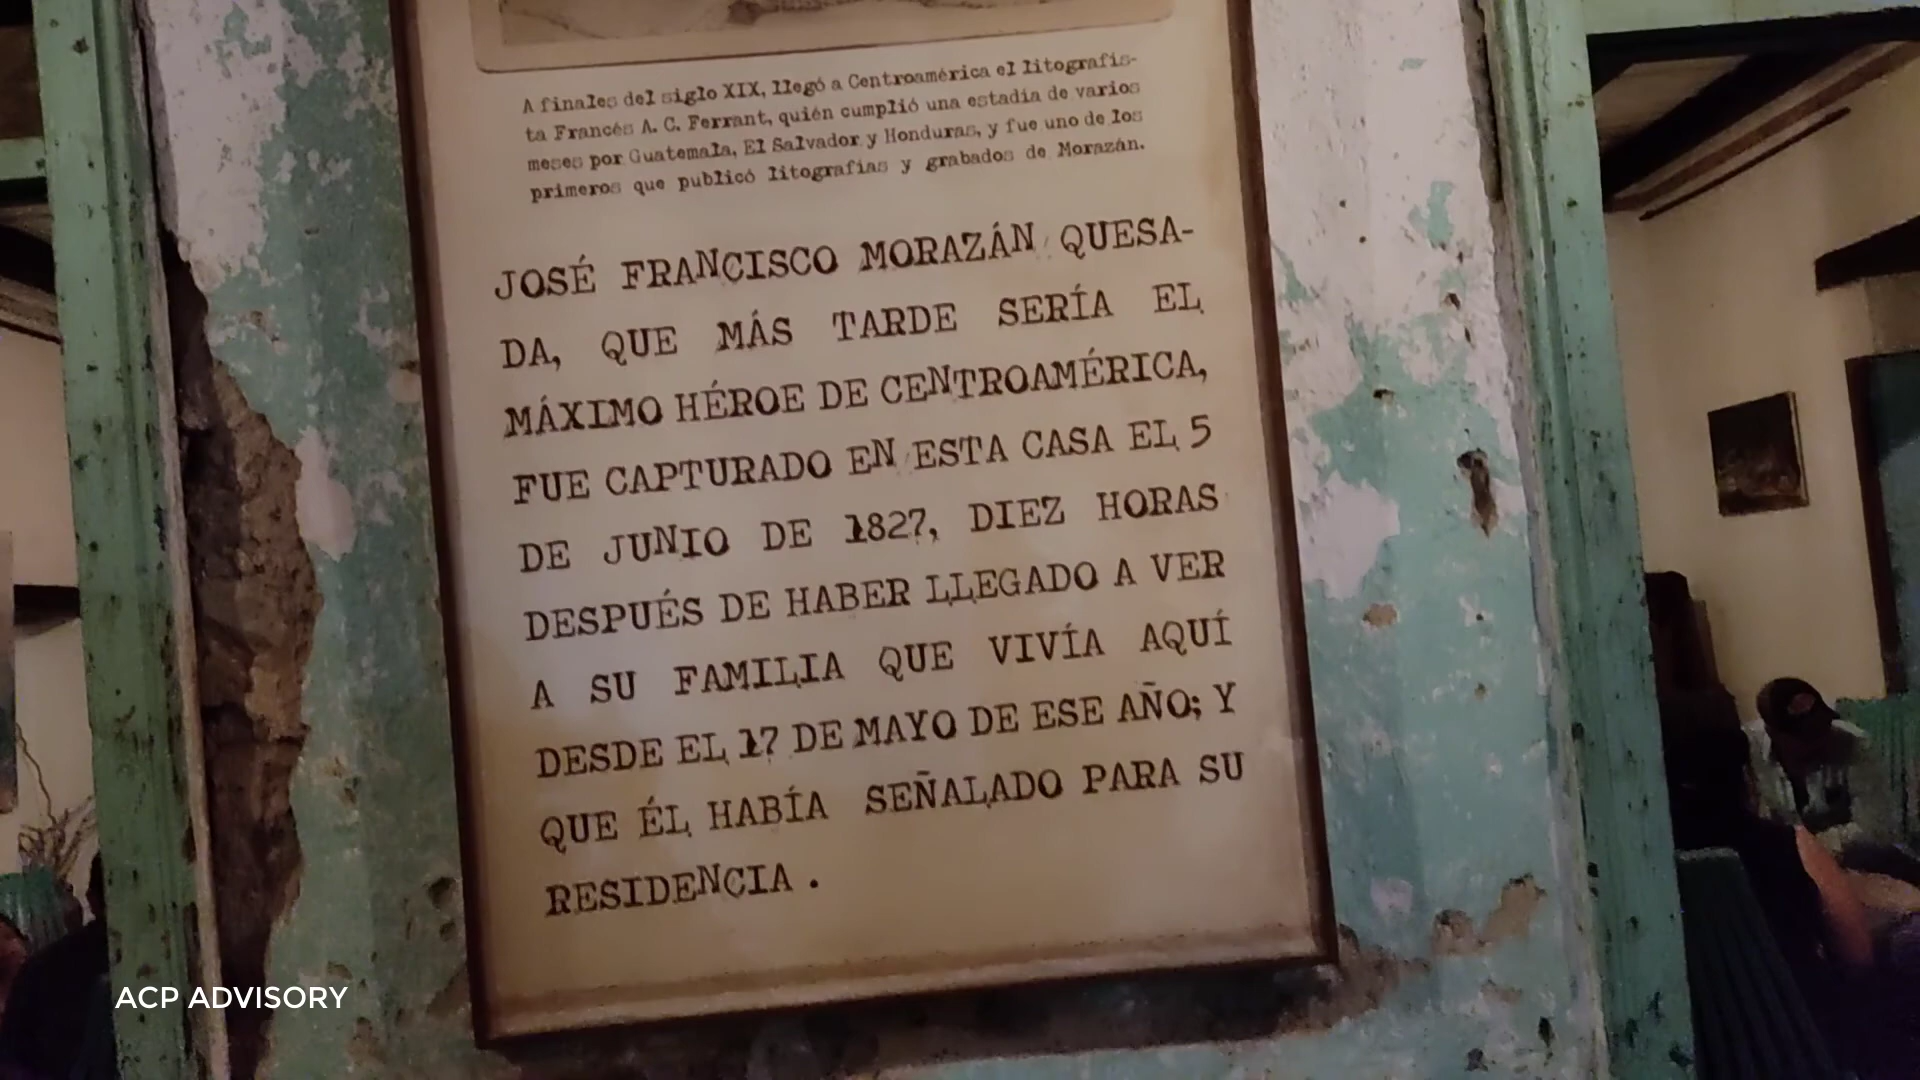 A finales del siglo XIX, llegó a Centroamérica el litografis-
ta Francés A. C. Ferrant, quién cumplió una estadía de varios
meses por Guatemala, El Salvador y Honduras, y fue uno de los
primeros que publicó litografías y grabados de Morazán.
JOSÉ FRANCISCO MORAZÁN QUESA-
DA, QUE MÁS TARDE SERÍA EL
MÁXIMO HÉROE DE CENTROAMÉRICA,
FUE CAPTURADO EN ESTA CASA EL 5
DE JUNIO DE 1827, DIEZ HORAS
DESPUÉS DE HABER LLEGADO A VER
A SU FAMILIA QUE VIVÍA AQUÍ
DESDE EL 17 DE MAYO DE ESE AÑO; Y
QUE ÉL HABÍA SEÑALADO PARA SU
RESIDENCIA .
ACP ADVISORY